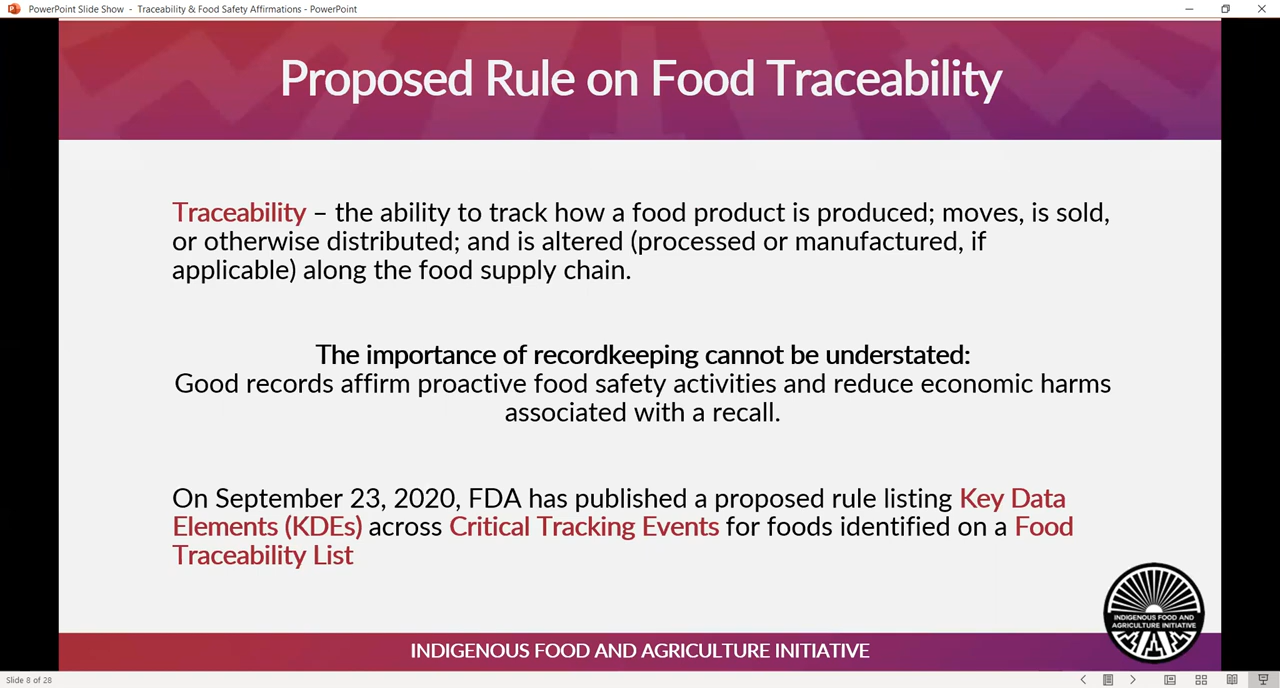 PowerPoint Slide Show - Traceability & Food Safety Affirmations - PowerPoint
Proposed Rule on Food Traceability
Traceability – the ability to track how a food product is produced; moves, is sold,
or otherwise distributed; and is altered (processed or manufactured, if
applicable) along the food supply chain.
The importance of recordkeeping cannot be understated:
Good records affirm proactive food safety activities and reduce economic harms
associated with a recall.
On September 23, 2020, FDA has published a proposed rule listing Key Data
Elements (KDEs) across Critical Tracking Events for foods identified on a Food
Traceability List
INDIGENOUS FOOD AND
AGRICULTURE INITIATIVE
INDIGENOUS FOOD AND AGRICULTURE INITIATIVE
Slide 8 of 28